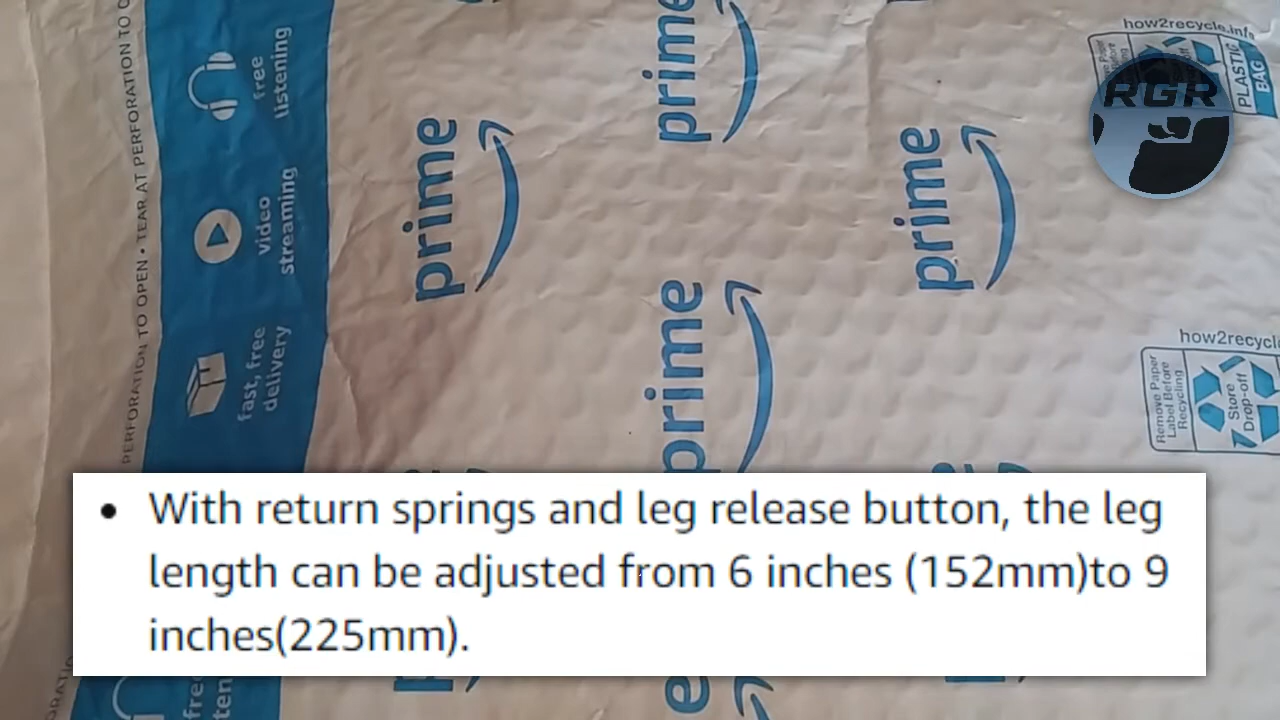 PERFORATION TO OPEN • TEAR AT PERFORATION TO
free
listening
video
streaming
fast, free
delivery
prime
prime
prime
prime
how2recycle.info
PLASTIC
BAG
RGR
how2recycle
Remove Paper
Label Before
Recycling
Store
Drop-off
• With return springs and leg release button, the leg
length can be adjusted from 6 inches (152mm)to 9
inches(225mm).
free